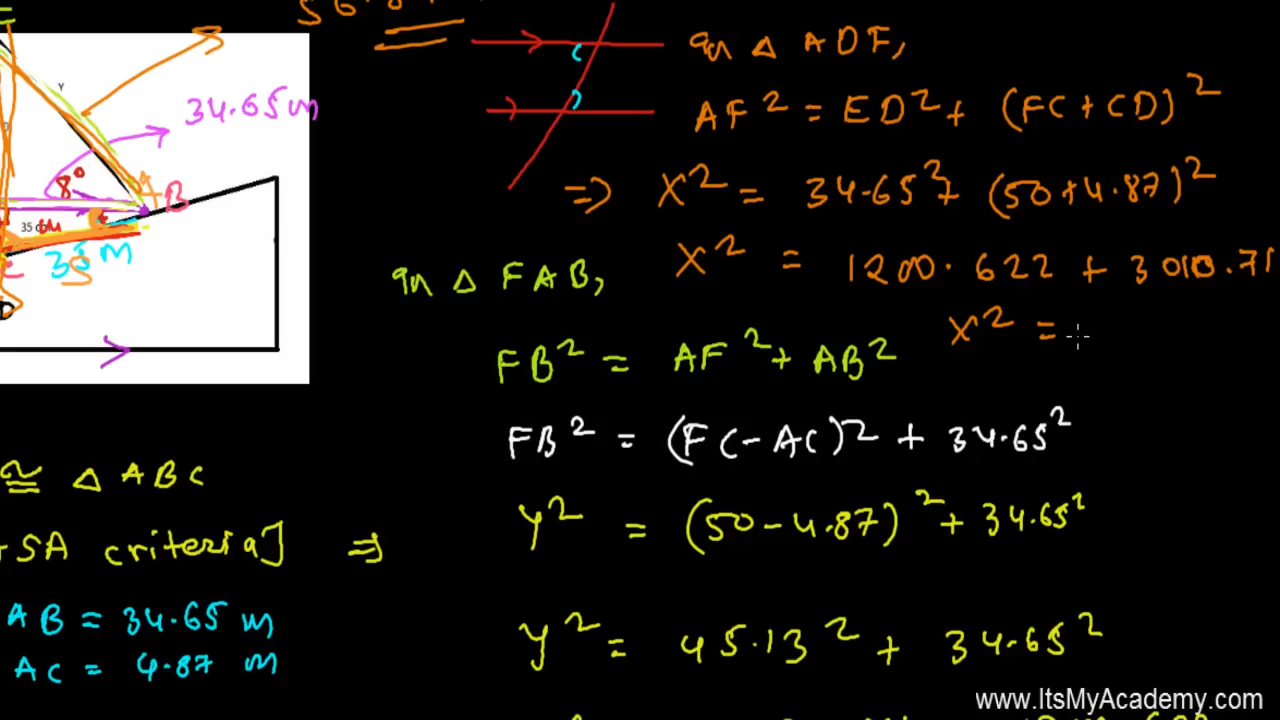 34.65m
Y
8°
B
35
m
35 m
In △ ADF,
AF² = ED² + (FC + CD)²
=> X² = 34.65² + (50+4.87)²
X² = 1200.622 + 3010.71
X² =
In △ FAB,
FB² = AF² + AB²
FB² = (FC - AC)² + 34.65²
Y² = (50 - 4.87)² + 34.65²
y² = 45.13² + 34.65²
≅ △ ABC
SA criteria] =>
AB = 34.65 m
AC = 4.87 m
www.ItsMyAcademy.com